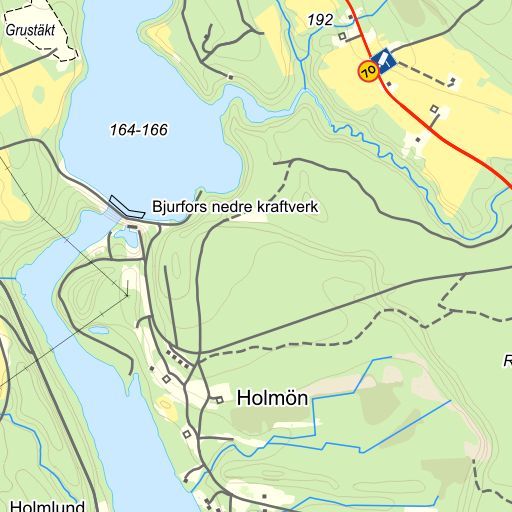 Grustäkt
192
70
164-166
Bjurfors nedre kraftverk
R
Holmön
Holmlund